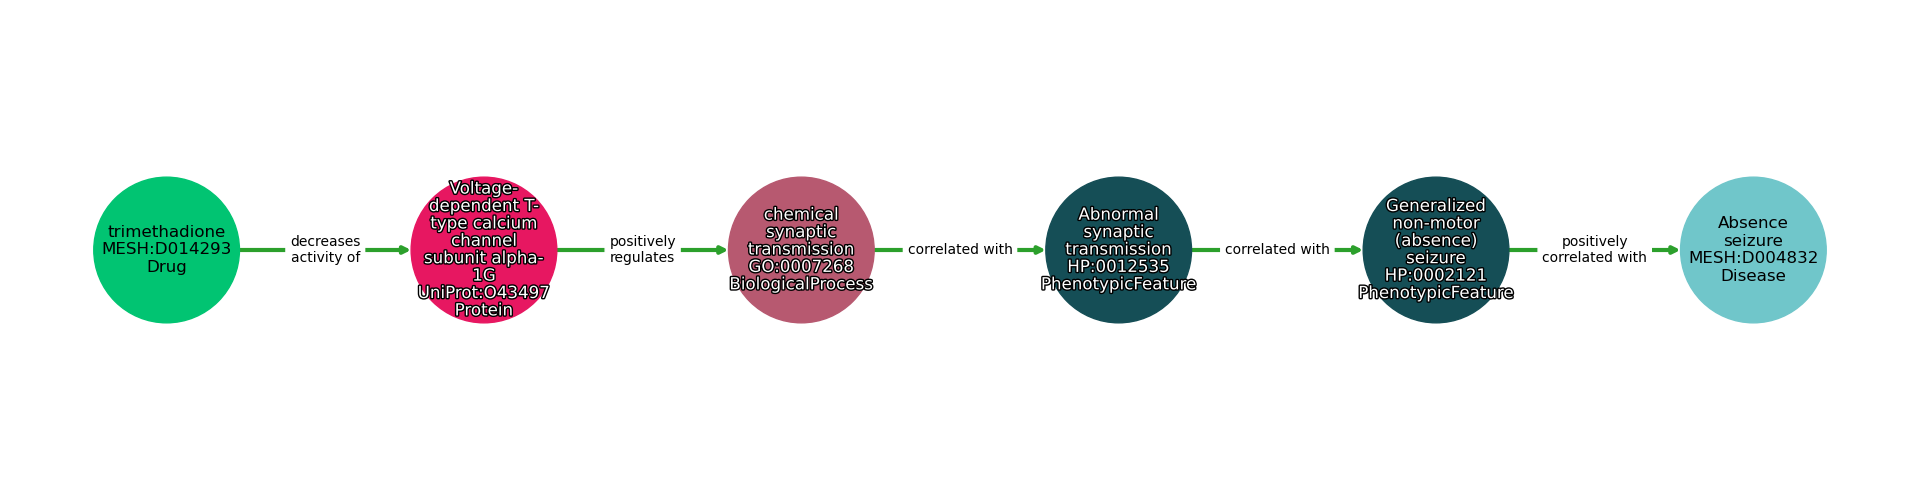 trimethadione
MESH:D014293
Drug
decreases
activity of
Voltage-
dependent T-
type calcium
channel
subunit alpha-
1G
UniProt:O43497
Protein
positively
regulates
chemical
synaptic
transmission
GO:0007268
BiologicalProcess
correlated with
Abnormal
synaptic
transmission
HP:0012535
PhenotypicFeature
correlated with
Generalized
non-motor
(absence)
seizure
HP:0002121
PhenotypicFeature
positively
correlated with
Absence
seizure
MESH:D004832
Disease